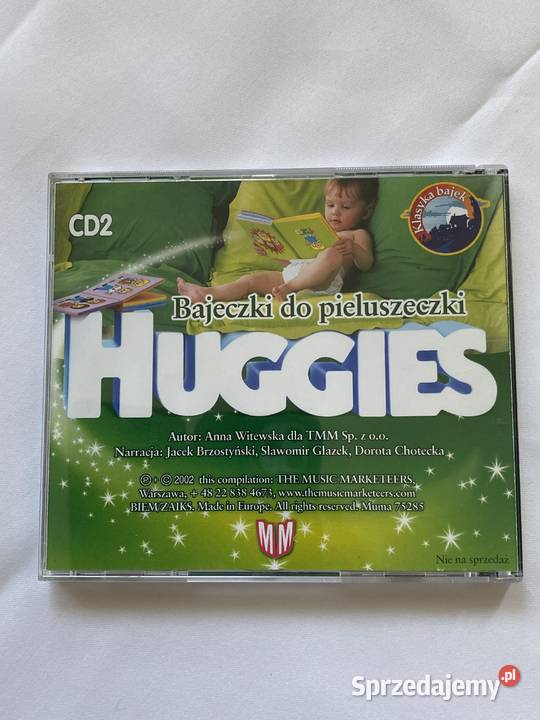 CD2
Klasyka bajek
Bajeczki do pieluszeczki
HUGGIES
Autor: Anna Witewska dla TMM Sp. z o.o.
Narracja: Jacek Brzostyński, Sławomir Głazek, Dorota Chotecka
℗ • © 2002 this compilation: THE MUSIC MARKETEERS,
Warszawa, + 48 22 838 4673, www.themusicmarketeers.com
BIEM/ZAIKS. Made in Europe. All rights reserved. Muma 75285
MM
Nie na sprzedaż
Sprzedajemy.pl